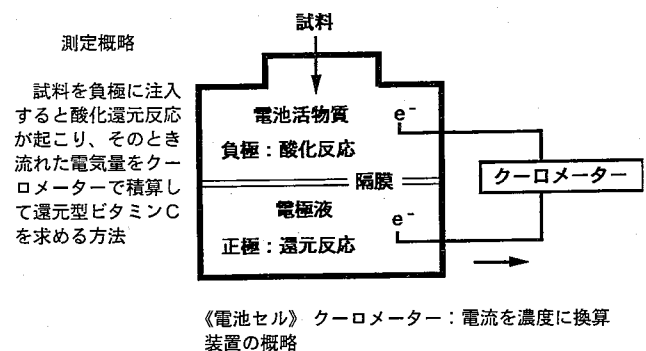 測定概略
試料を負極に注入
すると酸化還元反応
が起こり、そのとき
流れた電気量をクー
ロメーターで積算し
て還元型ビタミンC
を求める方法
試料
電池活物質
e⁻
負極：酸化反応
隔膜
クーロメーター
電極液
e⁻
正極：還元反応
《電池セル》 クーロメーター：電流を濃度に換算
装置の概略